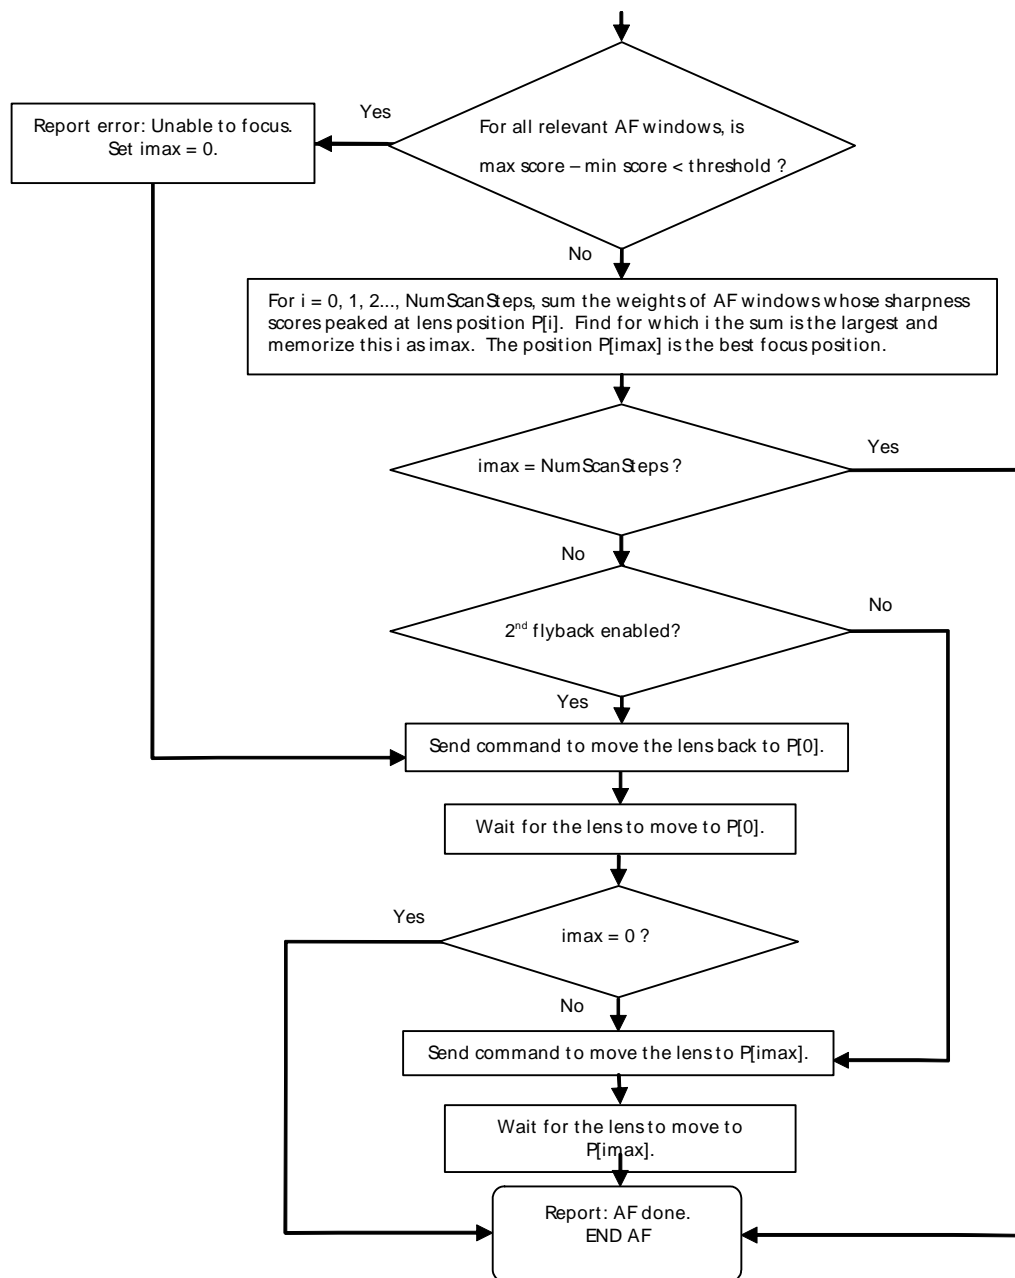 Yes
Report error: Unable to focus.
Set imax = 0.
For all relevant AF windows, is
max score – min score < threshold ?
No
For i = 0, 1, 2..., NumScanSteps, sum the weights of AF windows whose sharpness
scores peaked at lens position P[i].  Find for which i the sum is the largest and
memorize this i as imax.  The position P[imax] is the best focus position.
imax = NumScanSteps ?
Yes
No
2nd flyback enabled?
No
Yes
Send command to move the lens back to P[0].
Wait for the lens to move to P[0].
Yes
imax = 0 ?
No
Send command to move the lens to P[imax].
Wait for the lens to move to
P[imax].
Report: AF done.
END AF